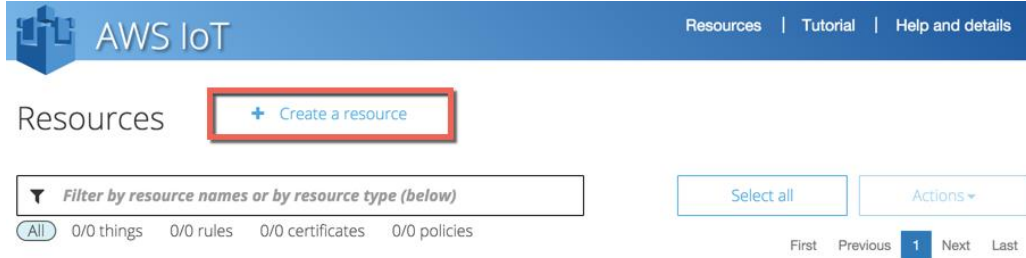 AWS IoT
Resources | Tutorial | Help and details
Resources
+ Create a resource
Filter by resource names or by resource type (below)
Select all
Actions
All 0/0 things 0/0 rules 0/0 certificates 0/0 policies
First Previous 1 Next Last